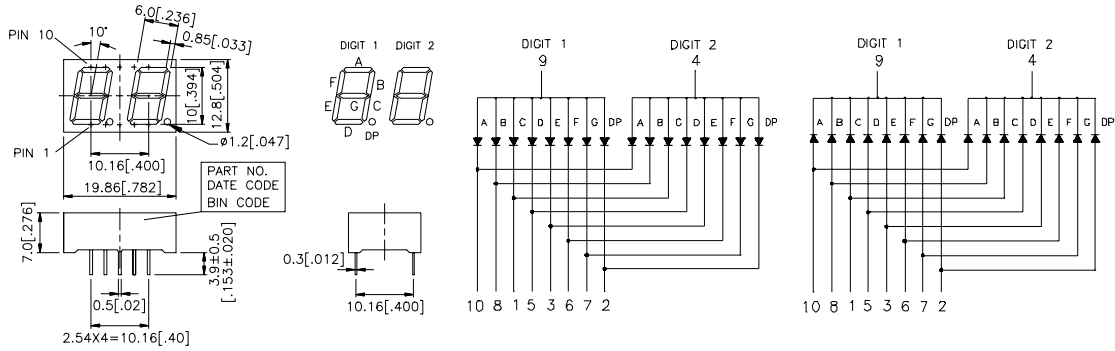 PIN 10
10°
6.0[.236]
0.85[.033]
10[.394]
12.8[.504]
ø1.2[.047]
PIN 1
10.16[.400]
19.86[.782]
PART NO.
DATE CODE
BIN CODE
7.0[.276]
3.9±0.5
[.153±.020]
0.5[.02]
2.54X4=10.16[.40]
0.3[.012]
10.16[.400]
DIGIT 1 DIGIT 2
A
F B
G
E C
D DP
DIGIT 1 DIGIT 2
9 4
A B C D E F G DP A B C D E F G DP
10 8 1 5 3 6 7 2
DIGIT 1 DIGIT 2
9 4
A B C D E F G DP A B C D E F G DP
10 8 1 5 3 6 7 2